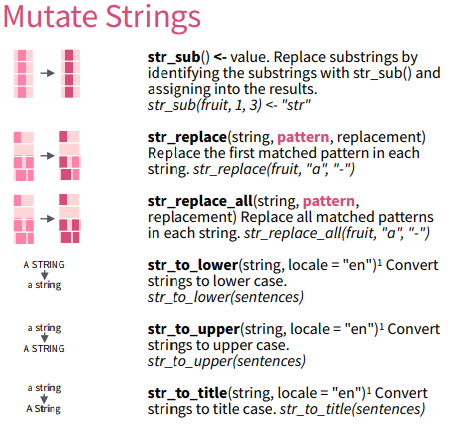 Mutate Strings
str_sub() <- value. Replace substrings by
identifying the substrings with str_sub() and
assigning into the results.
str_sub(fruit, 1, 3) <- "str"
str_replace(string, pattern, replacement)
Replace the first matched pattern in each
string. str_replace(fruit, "a", "-")
str_replace_all(string, pattern,
replacement) Replace all matched patterns
in each string. str_replace_all(fruit, "a", "-")
A STRING
a string
str_to_lower(string, locale = "en")¹ Convert
strings to lower case.
str_to_lower(sentences)
a string
A STRING
str_to_upper(string, locale = "en")¹ Convert
strings to upper case.
str_to_upper(sentences)
a string
A String
str_to_title(string, locale = "en")¹ Convert
strings to title case. str_to_title(sentences)